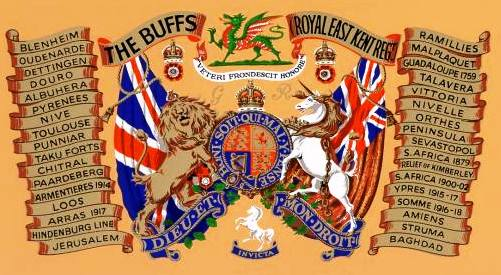 THE BUFFS
ROYAL EAST KENT REGT
VETERI FRONDESCIT HONORE
G R
BLENHEIM
OUDENARDE
DETTINGEN
DOURO
ALBUHERA
PYRENEES
NIVE
TOULOUSE
PUNNIAR
TAKU FORTS
CHITRAL
PAARDEBERG
ARMENTIERES 1914
LOOS
ARRAS 1917
HINDENBURG LINE
JERUSALEM
RAMILLIES
MALPLAQUET
GUADALOUPE 1759
TALAVERA
VITTORIA
NIVELLE
ORTHES
PENINSULA
SEVASTOPOL
S. AFRICA 1879
RELIEF OF KIMBERLEY
S. AFRICA 1900-02
YPRES 1915-17
SOMME 1916-18
AMIENS
STRUMA
BAGHDAD
HONI·SOIT·QUI·MAL·Y·PENSE
DIEU·ET
MON·DROIT
INVICTA